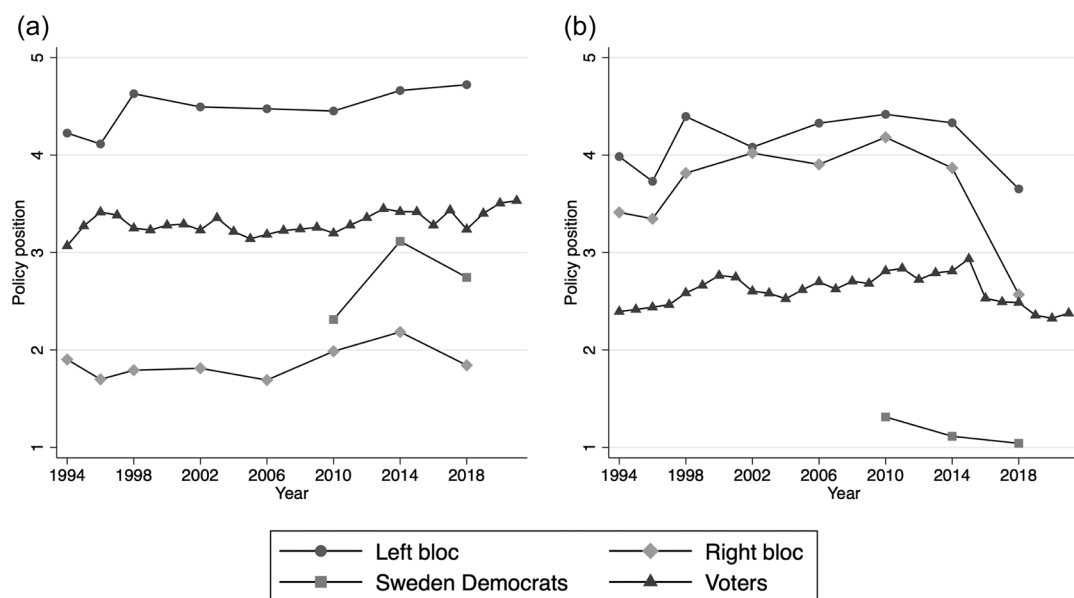 (a)
5
4
3
2
1
Policy position
1994 1998 2002 2006 2010 2014 2018
Year
(b)
5
4
3
2
1
Policy position
1994 1998 2002 2006 2010 2014 2018
Year
Left bloc
Right bloc
Sweden Democrats
Voters